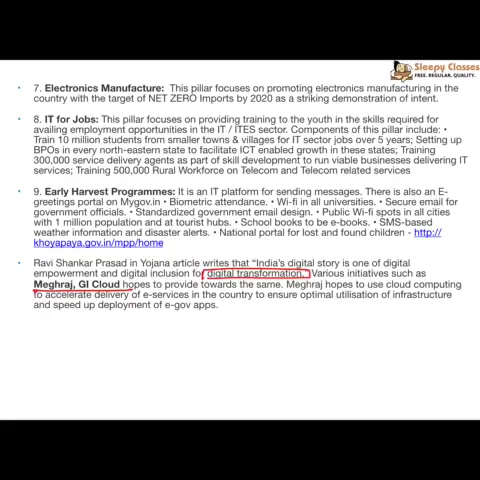 Sleepy Classes
FREE. REGULAR. QUALITY.
• 7. Electronics Manufacture: This pillar focuses on promoting electronics manufacturing in the
country with the target of NET ZERO Imports by 2020 as a striking demonstration of intent.
• 8. IT for Jobs: This pillar focuses on providing training to the youth in the skills required for
availing employment opportunities in the IT / ITES sector. Components of this pillar include: •
Train 10 million students from smaller towns & villages for IT sector jobs over 5 years; Setting up
BPOs in every north-eastern state to facilitate ICT enabled growth in these states; Training
300,000 service delivery agents as part of skill development to run viable businesses delivering IT
services; Training 500,000 Rural Workforce on Telecom and Telecom related services
• 9. Early Harvest Programmes: It is an IT platform for sending messages. There is also an E-
greetings portal on Mygov.in • Biometric attendance. • Wi-fi in all universities. • Secure email for
government officials. • Standardized government email design. • Public Wi-fi spots in all cities
with 1 million population and at tourist hubs. • School books to be e-books. • SMS-based
weather information and disaster alerts. • National portal for lost and found children - http://
khoyapaya.gov.in/mpp/home
• Ravi Shankar Prasad in Yojana article writes that “India’s digital story is one of digital
empowerment and digital inclusion for digital transformation. Various initiatives such as
Meghraj, GI Cloud hopes to provide towards the same. Meghraj hopes to use cloud computing
to accelerate delivery of e-services in the country to ensure optimal utilisation of infrastructure
and speed up deployment of e-gov apps.